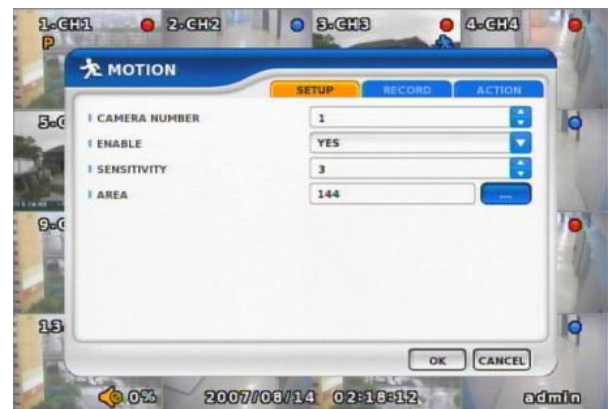 1-CH1 2-CH2 3-CH3 4-CH4
P
MOTION
SETUP RECORD ACTION
5-C
CAMERA NUMBER 1
ENABLE YES
SENSITIVITY 3
AREA 144 ...
9-C
13-
OK CANCEL
0% 2007/08/14 02:18:12 admin